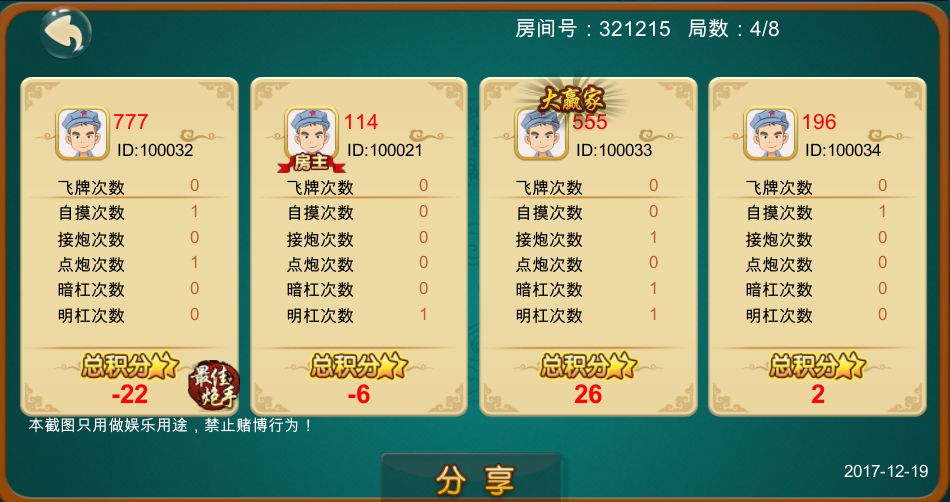 房间号：321215 局数：4/8
777
ID:100032
飞牌次数 0
自摸次数 1
接炮次数 0
点炮次数 1
暗杠次数 0
明杠次数 0
总积分
-22
最佳炮手
114
ID:100021
房主
飞牌次数 0
自摸次数 0
接炮次数 0
点炮次数 0
暗杠次数 0
明杠次数 1
总积分
-6
大赢家
555
ID:100033
飞牌次数 0
自摸次数 0
接炮次数 1
点炮次数 0
暗杠次数 1
明杠次数 1
总积分
26
196
ID:100034
飞牌次数 0
自摸次数 1
接炮次数 0
点炮次数 0
暗杠次数 0
明杠次数 0
总积分
2
本截图只用做娱乐用途，禁止赌博行为！
分享
2017-12-19